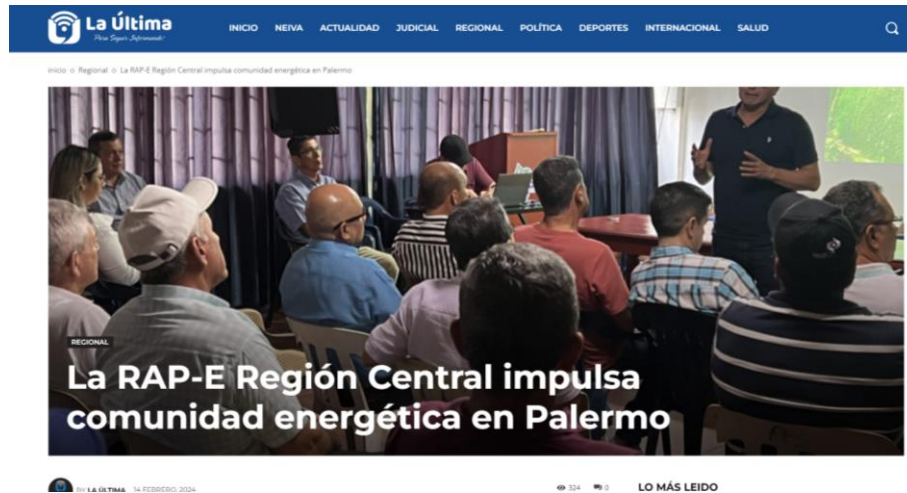 La Última
Para Seguir Informando!
INICIO NEIVA ACTUALIDAD JUDICIAL REGIONAL POLÍTICA DEPORTES INTERNACIONAL SALUD
Inicio Regional La RAP-E Región Central impulsa comunidad energética en Palermo
REGIONAL
La RAP-E Región Central impulsa
comunidad energética en Palermo
BY LA ÚLTIMA 14 FEBRERO, 2024
324 0
LO MÁS LEIDO